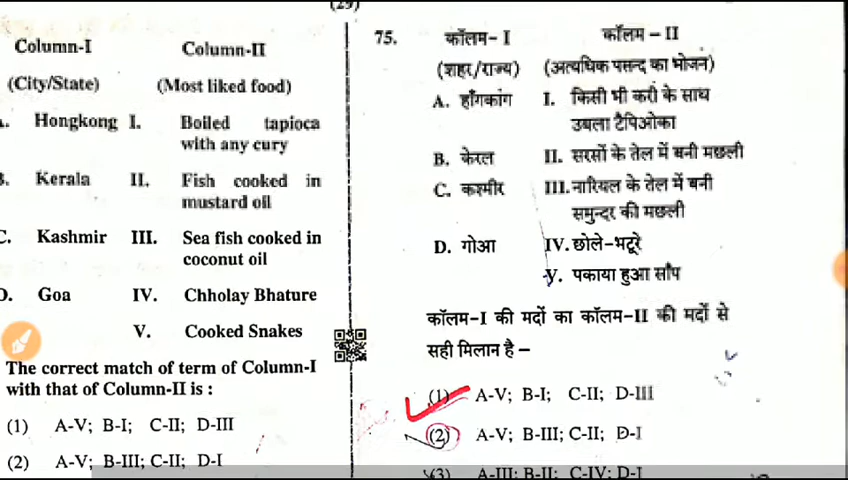 (29)
Column-I Column-II
(City/State) (Most liked food)
A. Hongkong I. Boiled tapioca
with any cury
B. Kerala II. Fish cooked in
mustard oil
C. Kashmir III. Sea fish cooked in
coconut oil
D. Goa IV. Chholay Bhature
V. Cooked Snakes
The correct match of term of Column-I
with that of Column-II is :
(1) A-V; B-I; C-II; D-III
(2) A-V; B-III; C-II; D-I
75. कॉलम- I कॉलम - II
(शहर/राज्य) (अत्यधिक पसन्द का भोजन)
A. हाँगकांग I. किसी भी करी के साथ
उबला टैपिओका
B. केरल II. सरसों के तेल में बनी मछली
C. कश्मीर III. नारियल के तेल में बनी
समुन्दर की मछली
D. गोआ IV. छोले-भटूरे
V. पकाया हुआ साँप
कॉलम-I की मदों का कॉलम-II की मदों से
सही मिलान है -
(1) A-V; B-I; C-II; D-III
(2) A-V; B-III; C-II; D-I
(3) A-III; B-II; C-IV; D-I